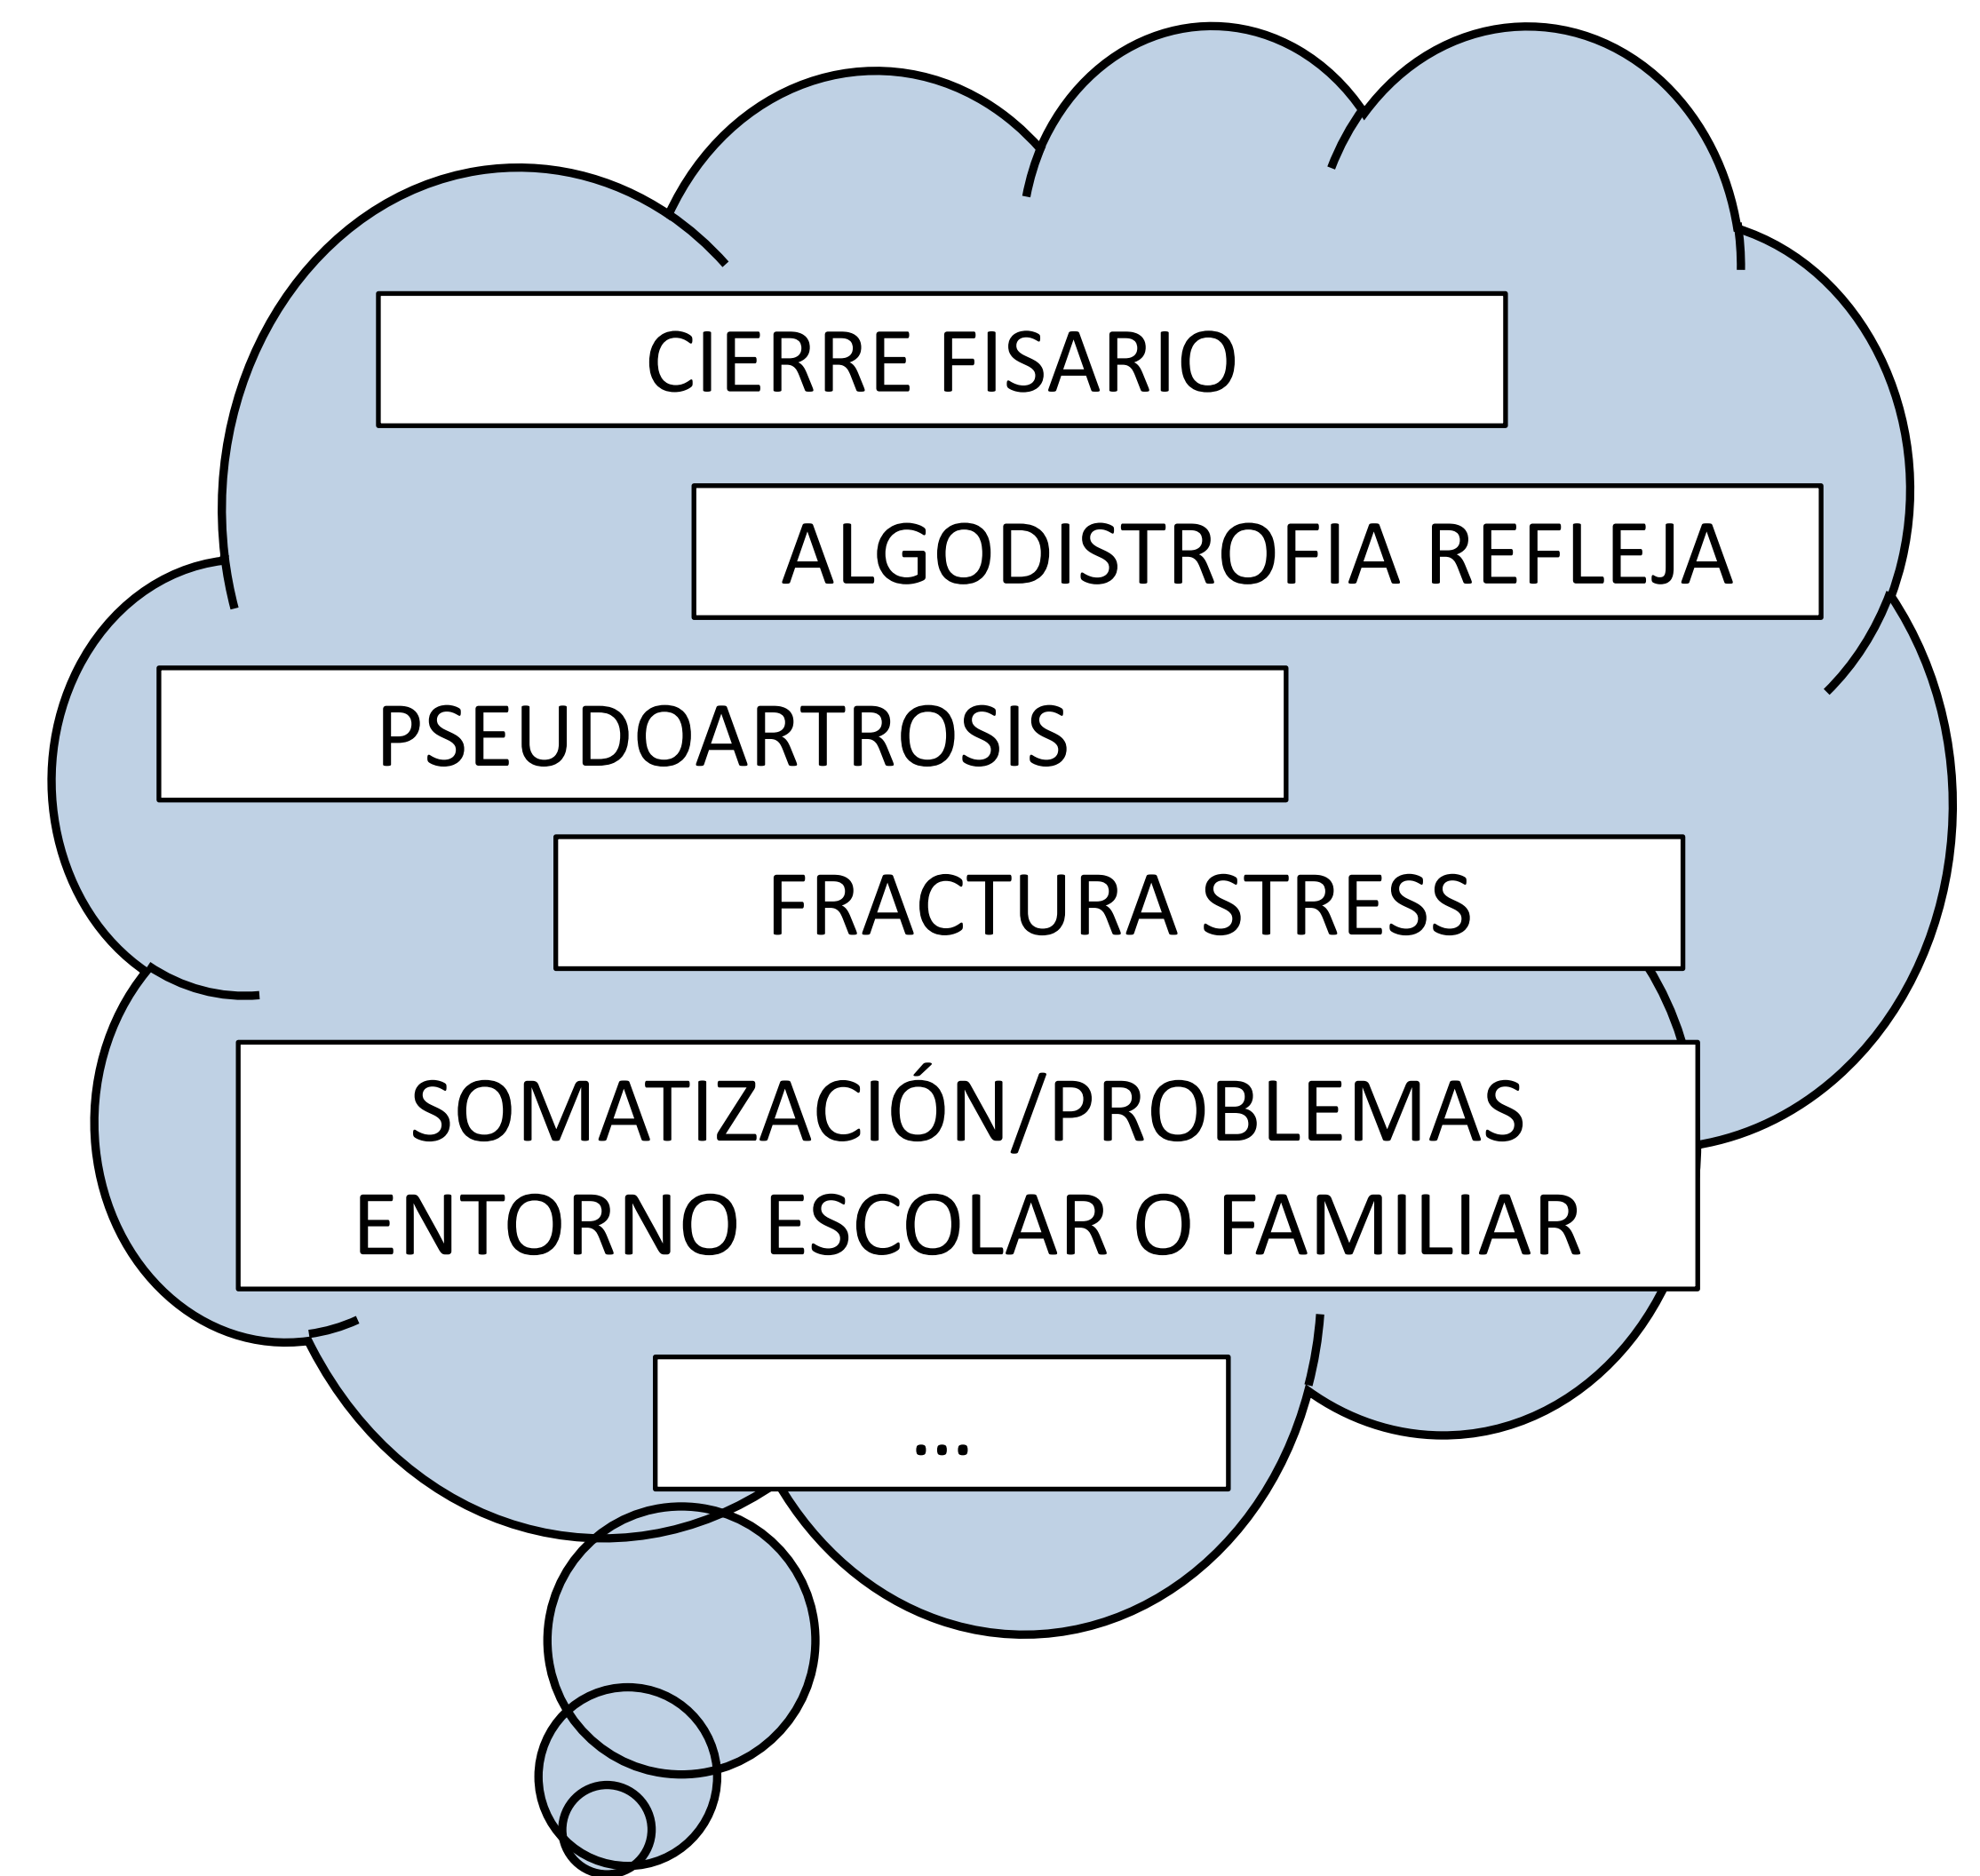 CIERRE FISARIO
ALGODISTROFIA REFLEJA
PSEUDOARTROSIS
FRACTURA STRESS
SOMATIZACIÓN/PROBLEMAS
ENTORNO ESCOLAR O FAMILIAR
...